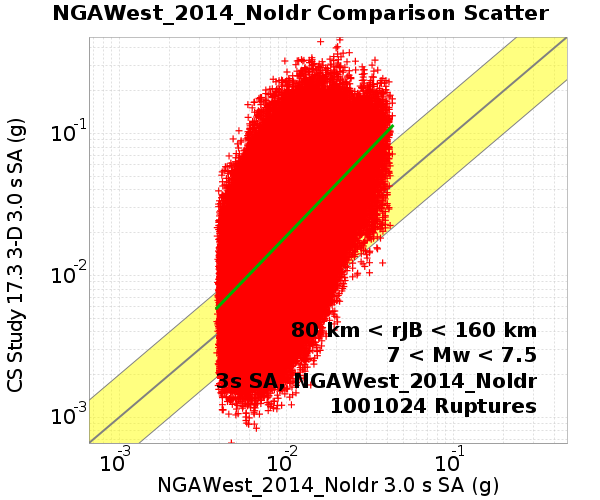 NGAWest_2014_NoIdr Comparison Scatter
CS Study 17.3 3-D 3.0 s SA (g)
10⁻¹
10⁻²
10⁻³
80 km < rJB < 160 km
7 < Mw < 7.5
3s SA, NGAWest_2014_NoIdr
1001024 Ruptures
10⁻³ 10⁻² 10⁻¹
NGAWest_2014_NoIdr 3.0 s SA (g)